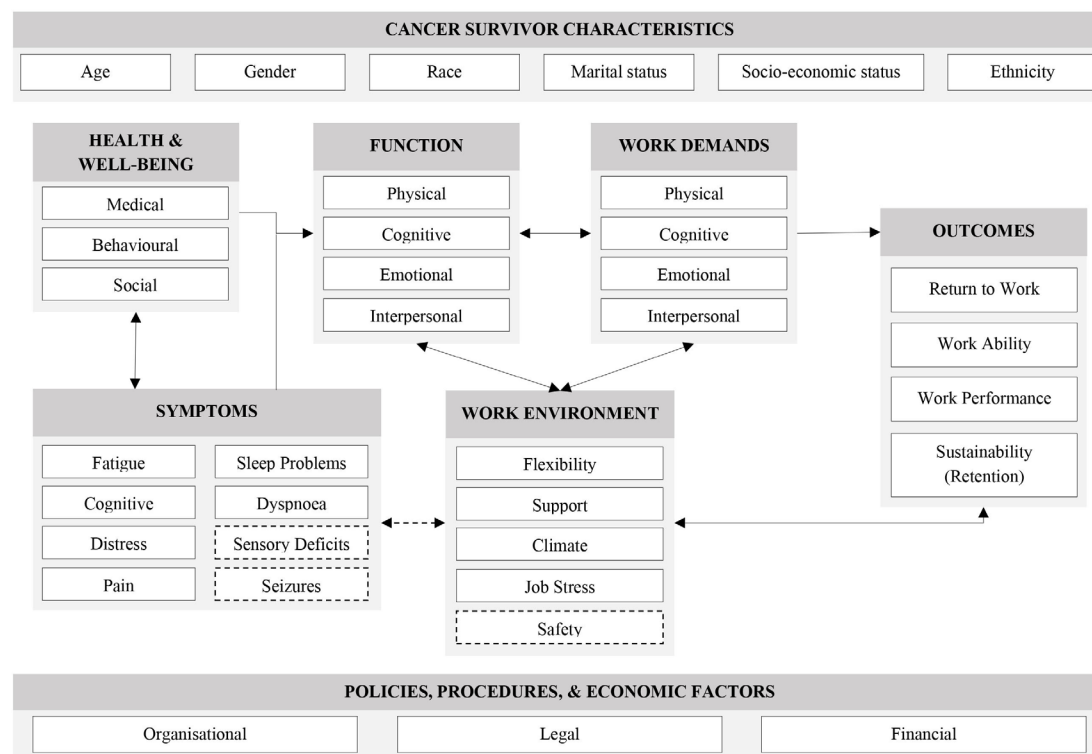 CANCER SURVIVOR CHARACTERISTICS
Age
Gender
Race
Marital status
Socio-economic status
Ethnicity
HEALTH &
WELL-BEING
Medical
Behavioural
Social
FUNCTION
Physical
Cognitive
Emotional
Interpersonal
WORK DEMANDS
Physical
Cognitive
Emotional
Interpersonal
OUTCOMES
Return to Work
Work Ability
Work Performance
Sustainability
(Retention)
SYMPTOMS
Fatigue
Sleep Problems
Cognitive
Dyspnoea
Distress
Sensory Deficits
Pain
Seizures
WORK ENVIRONMENT
Flexibility
Support
Climate
Job Stress
Safety
POLICIES, PROCEDURES, & ECONOMIC FACTORS
Organisational
Legal
Financial